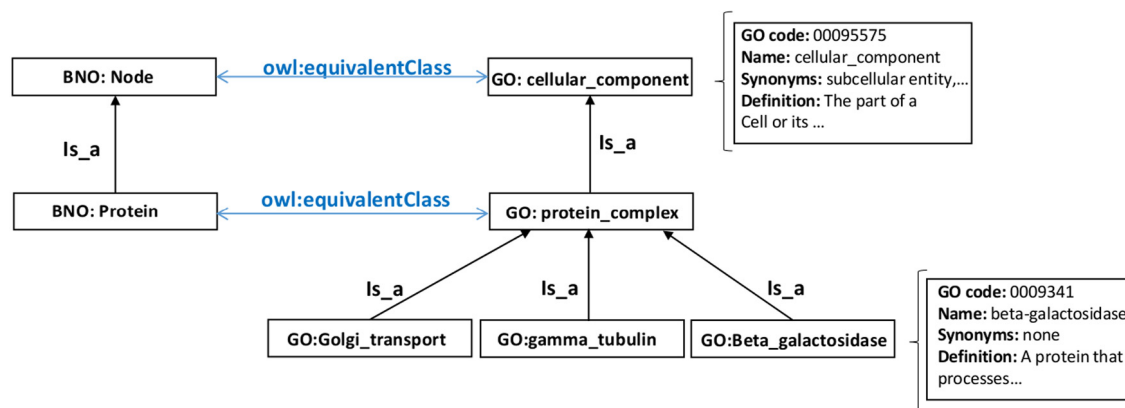 GO code: 00095575
Name: cellular_component
Synonyms: subcellular entity,...
Definition: The part of a
Cell or its ...
BNO: Node
owl:equivalentClass
GO: cellular_component
Is_a
Is_a
BNO: Protein
owl:equivalentClass
GO: protein_complex
Is_a
Is_a
Is_a
GO:Golgi_transport
GO:gamma_tubulin
GO:Beta_galactosidase
GO code: 0009341
Name: beta-galactosidase
Synonyms: none
Definition: A protein that
processes...